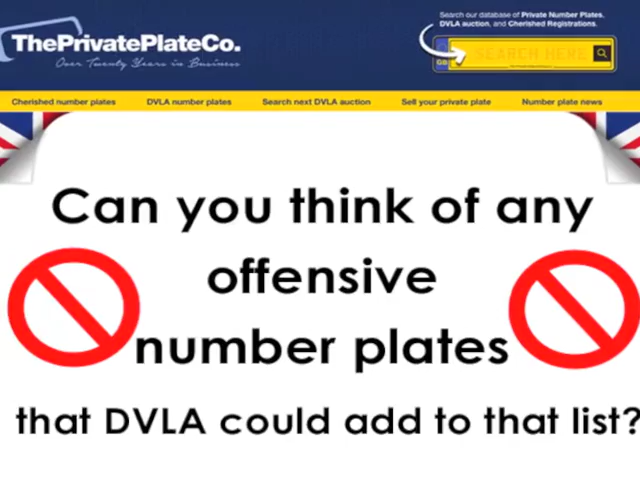 Search our database of Private Number Plates,
DVLA auction, and Cherished Registrations.
ThePrivatePlateCo.
Over Twenty Years in Business
GB
SEARCH HERE
Cherished number plates
DVLA number plates
Search next DVLA auction
Sell your private plate
Number plate news
Can you think of any
offensive
number plates
that DVLA could add to that list?